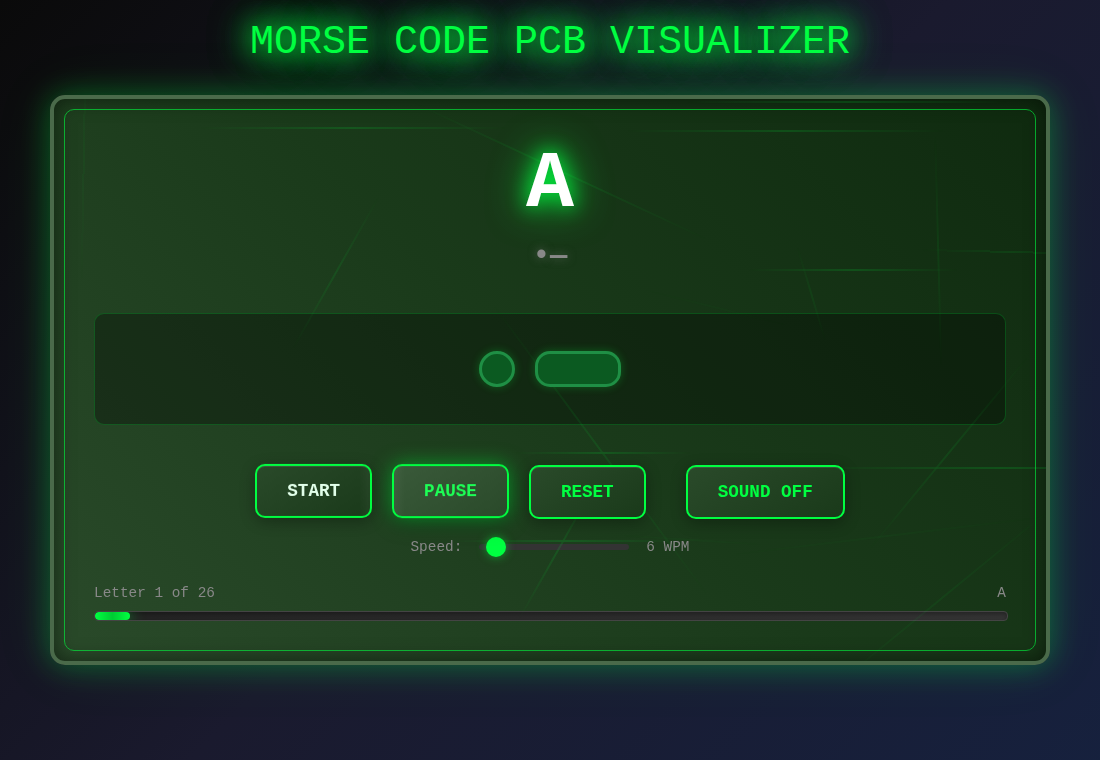 MORSE CODE PCB VISUALIZER
A
•—
START PAUSE RESET SOUND OFF
Speed: 6 WPM
Letter 1 of 26 A